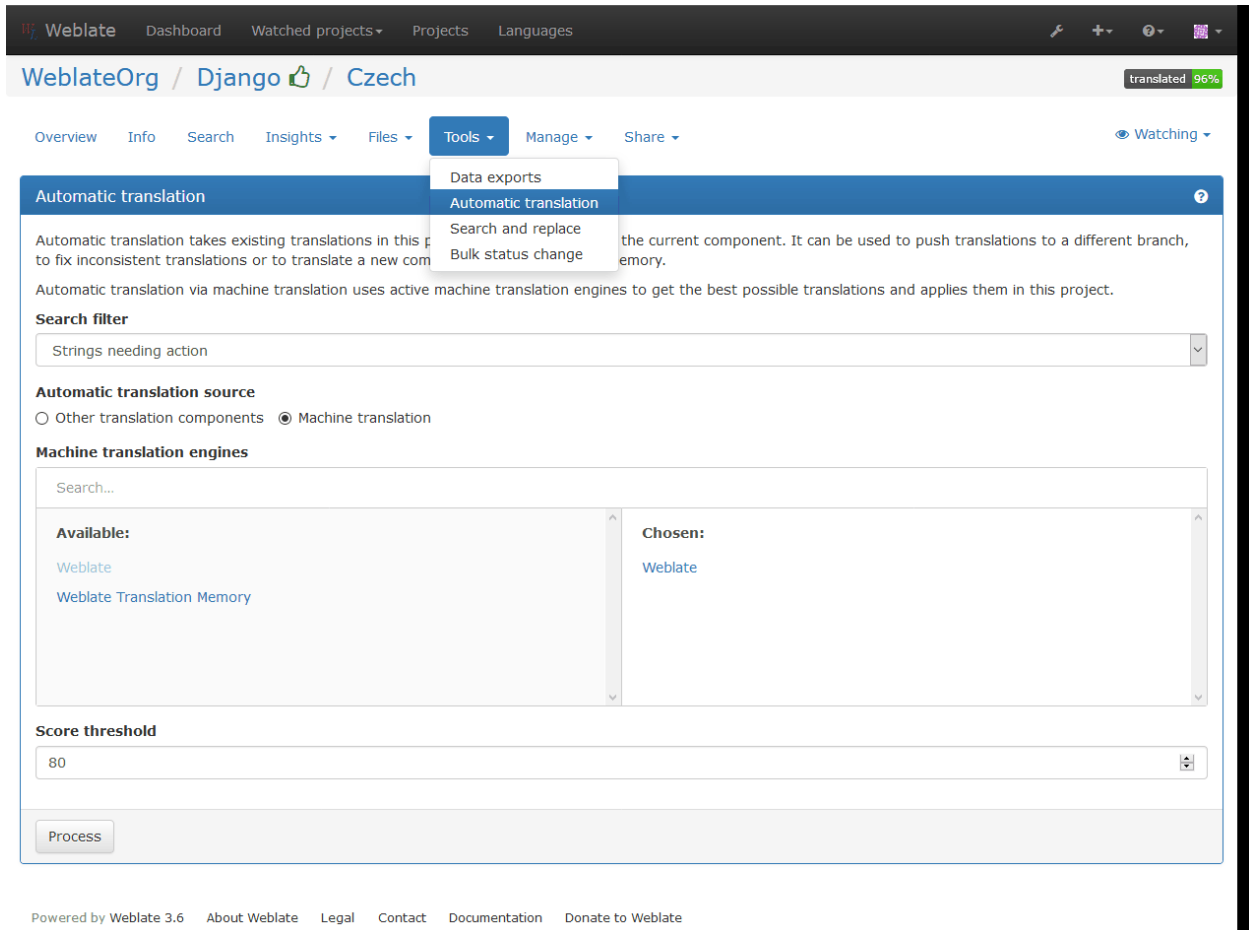 Weblate Dashboard Watched projects Projects Languages
WeblateOrg / Django / Czech translated 96%
Overview Info Search Insights Files Tools Manage Share Watching
Data exports
Automatic translation
Search and replace
Bulk status change
Automatic translation
Automatic translation takes existing translations in this p the current component. It can be used to push translations to a different branch,
to fix inconsistent translations or to translate a new com emory.
Automatic translation via machine translation uses active machine translation engines to get the best possible translations and applies them in this project.
Search filter
Strings needing action
Automatic translation source
Other translation components Machine translation
Machine translation engines
Search...
Available: Chosen:
Weblate Weblate
Weblate Translation Memory
Score threshold
80
Process
Powered by Weblate 3.6 About Weblate Legal Contact Documentation Donate to Weblate